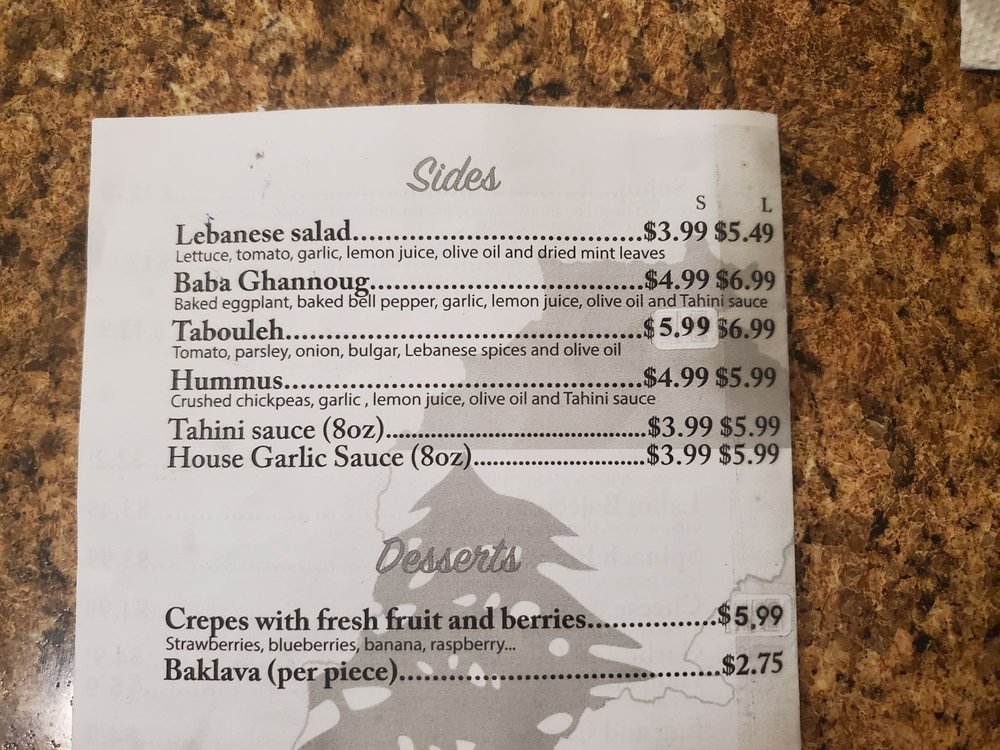 Sides
S L
Lebanese salad..........................................$3.99 $5.49
Lettuce, tomato, garlic, lemon juice, olive oil and dried mint leaves
Baba Ghannoug.......................................$4.99 $6.99
Baked eggplant, baked bell pepper, garlic, lemon juice, olive oil and Tahini sauce
Tabouleh....................................................$5.99 $6.99
Tomato, parsley, onion, bulgar, Lebanese spices and olive oil
Hummus....................................................$4.99 $5.99
Crushed chickpeas, garlic , lemon juice, olive oil and Tahini sauce
Tahini sauce (8oz)......................................$3.99 $5.99
House Garlic Sauce (8oz)..........................$3.99 $5.99
Desserts
Crepes with fresh fruit and berries................$5.99
Strawberries, blueberries, banana, raspberry...
Baklava (per piece)................................................$2.75